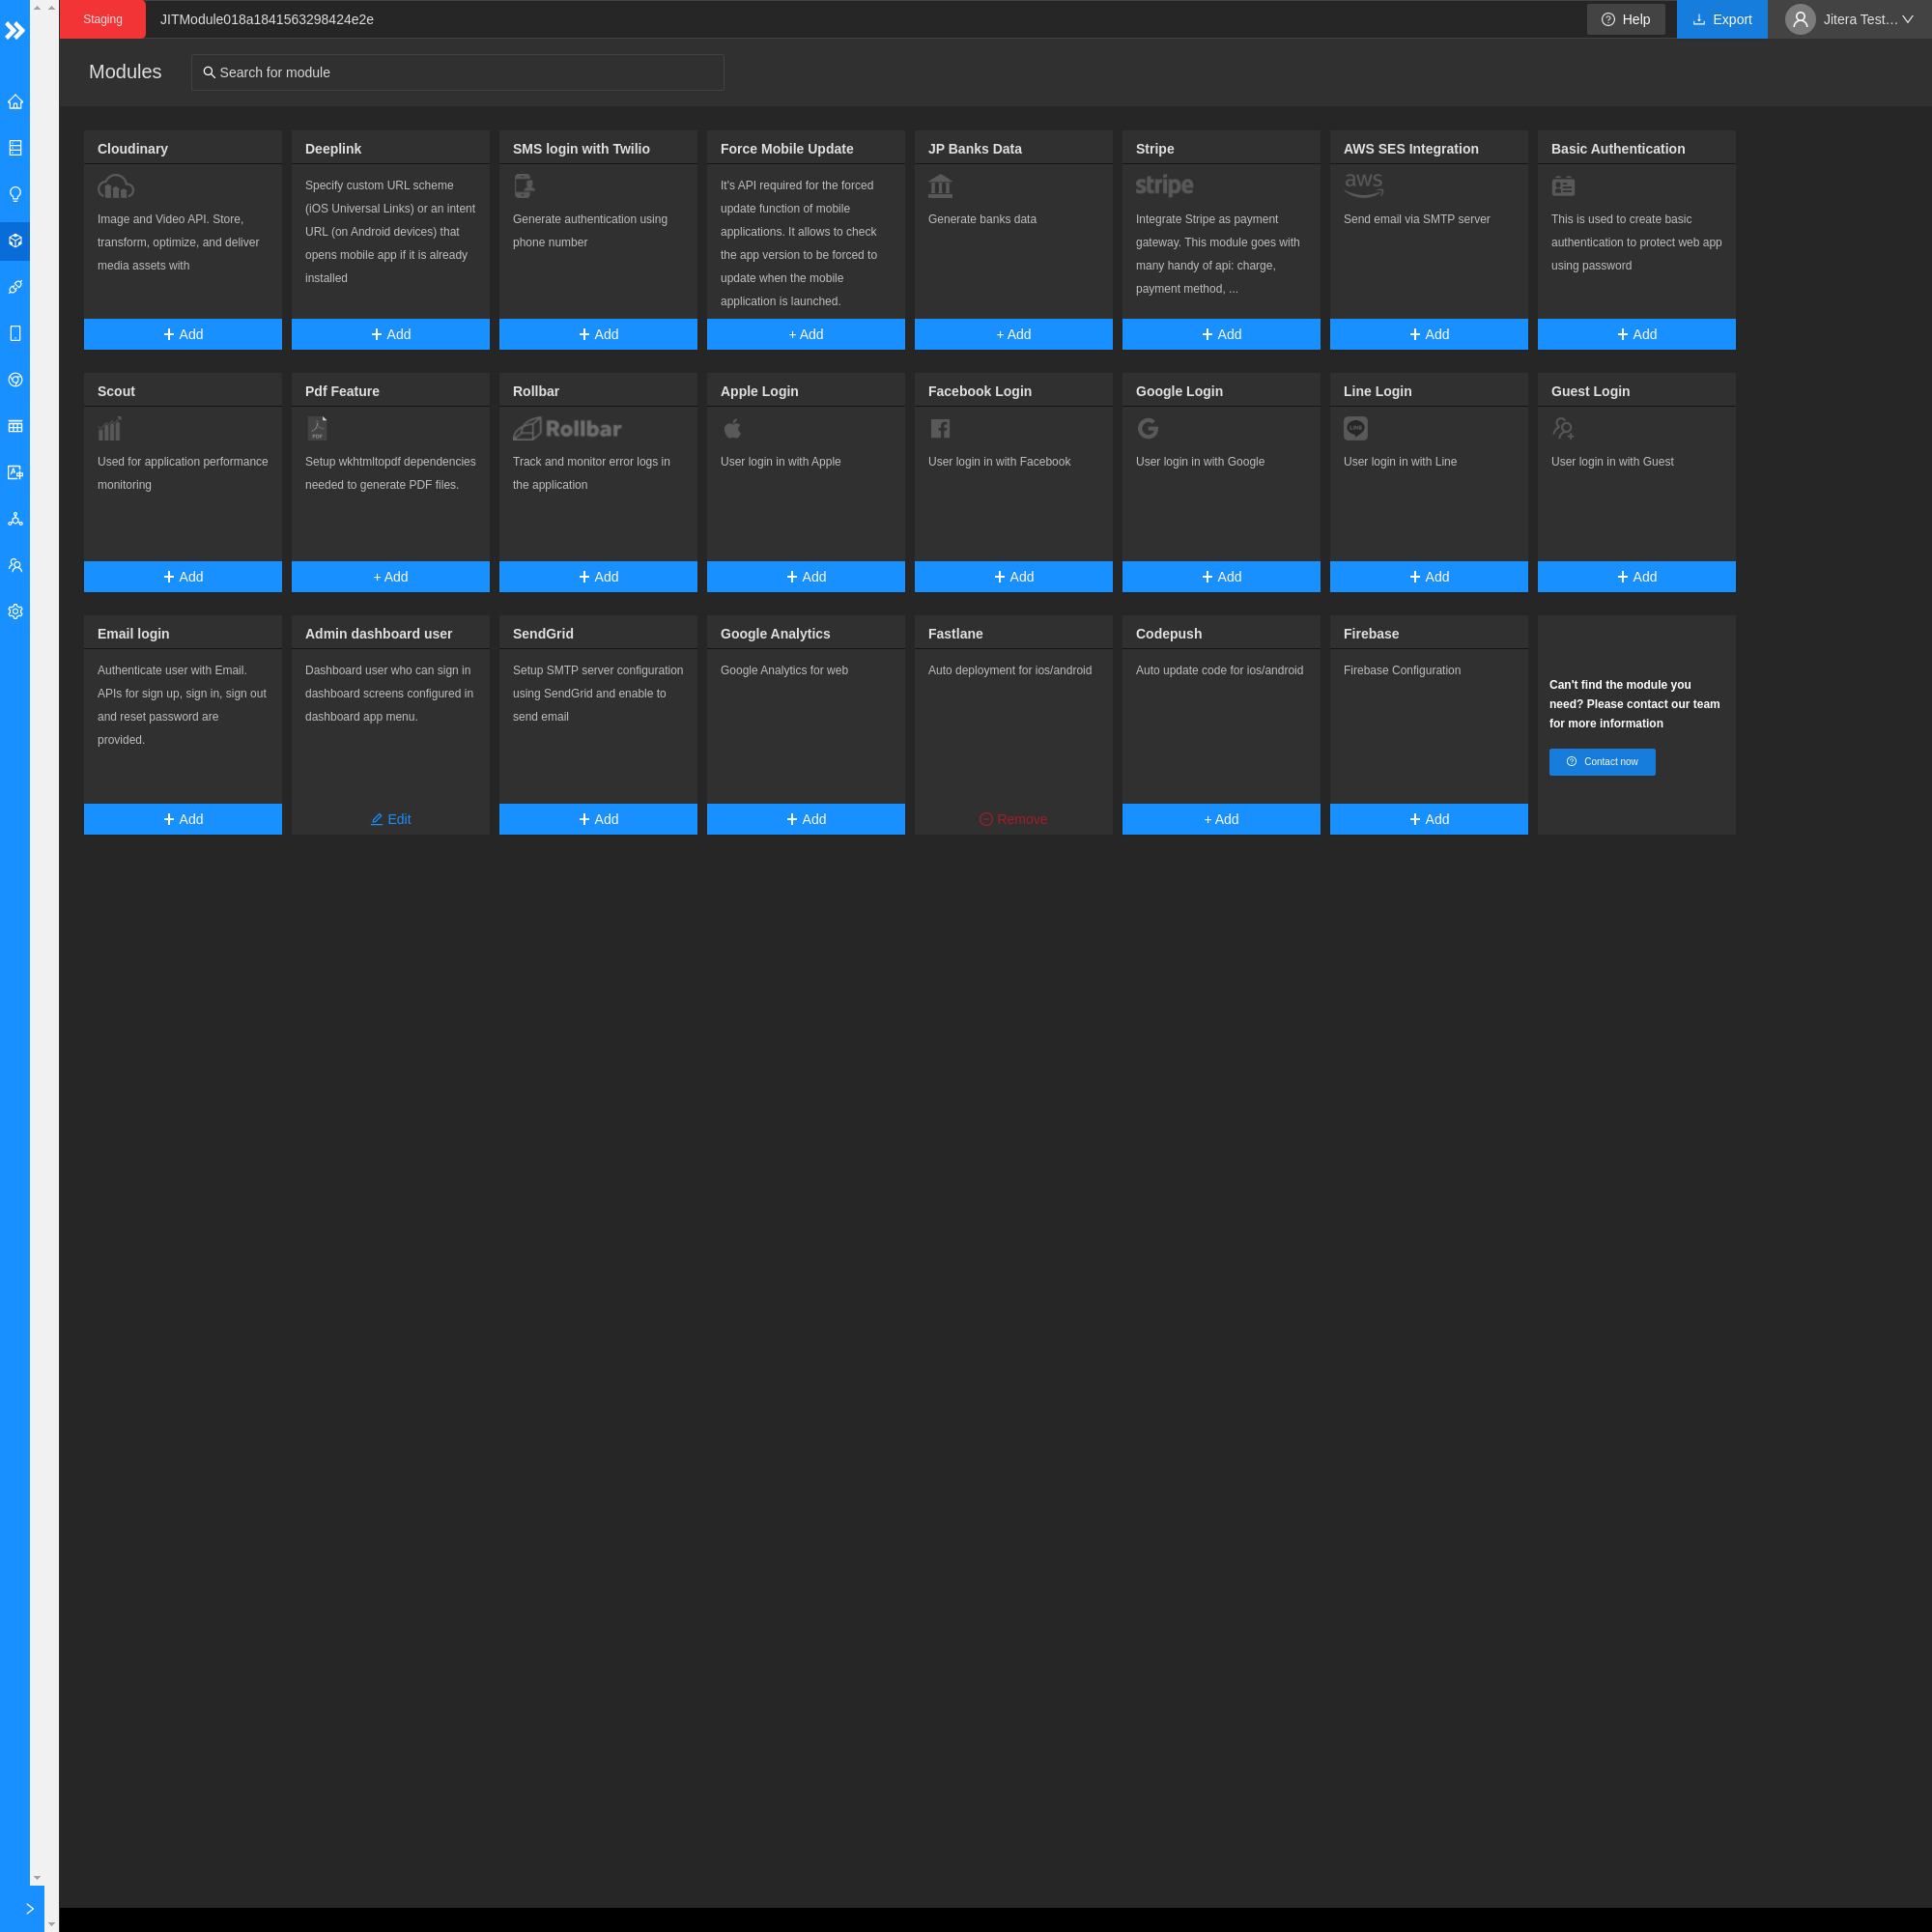 Staging
JITModule018a1841563298424e2e
Help
Export
Jitera Test...
Modules
Search for module
Cloudinary
Image and Video API. Store,
transform, optimize, and deliver
media assets with
+ Add
Deeplink
Specify custom URL scheme
(iOS Universal Links) or an intent
URL (on Android devices) that
opens mobile app if it is already
installed
+ Add
SMS login with Twilio
Generate authentication using
phone number
+ Add
Force Mobile Update
It's API required for the forced
update function of mobile
applications. It allows to check
the app version to be forced to
update when the mobile
application is launched.
+ Add
JP Banks Data
Generate banks data
+ Add
Stripe
stripe
Integrate Stripe as payment
gateway. This module goes with
many handy of api: charge,
payment method, ...
+ Add
AWS SES Integration
aws
Send email via SMTP server
+ Add
Basic Authentication
This is used to create basic
authentication to protect web app
using password
+ Add
Scout
Used for application performance
monitoring
+ Add
Pdf Feature
PDF
Setup wkhtmltopdf dependencies
needed to generate PDF files.
+ Add
Rollbar
Rollbar
Track and monitor error logs in
the application
+ Add
Apple Login
User login in with Apple
+ Add
Facebook Login
User login in with Facebook
+ Add
Google Login
User login in with Google
+ Add
Line Login
LINE
User login in with Line
+ Add
Guest Login
User login in with Guest
+ Add
Email login
Authenticate user with Email.
APIs for sign up, sign in, sign out
and reset password are
provided.
+ Add
Admin dashboard user
Dashboard user who can sign in
dashboard screens configured in
dashboard app menu.
Edit
SendGrid
Setup SMTP server configuration
using SendGrid and enable to
send email
+ Add
Google Analytics
Google Analytics for web
+ Add
Fastlane
Auto deployment for ios/android
Remove
Codepush
Auto update code for ios/android
+ Add
Firebase
Firebase Configuration
+ Add
Can't find the module you
need? Please contact our team
for more information
Contact now